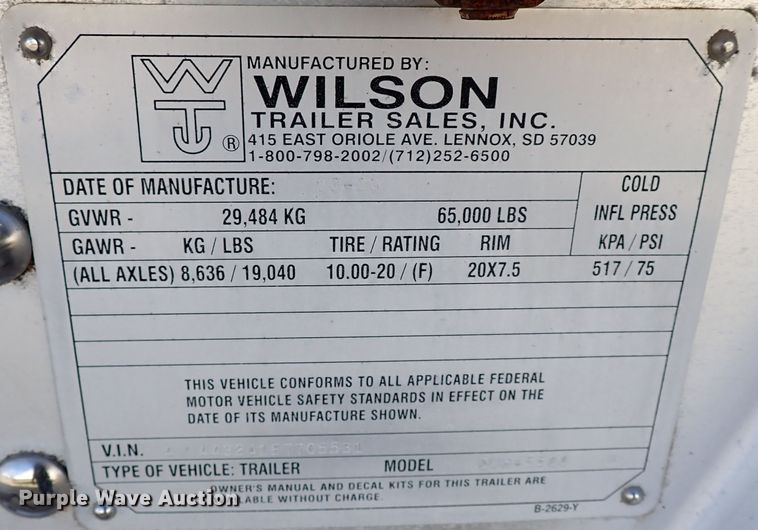 WTJ ®
MANUFACTURED BY:
WILSON
TRAILER SALES, INC.
415 EAST ORIOLE AVE. LENNOX, SD 57039
1-800-798-2002/(712)252-6500
DATE OF MANUFACTURE:
COLD
INFL PRESS
KPA / PSI
GVWR - 29,484 KG 65,000 LBS
GAWR - KG / LBS TIRE / RATING RIM
(ALL AXLES) 8,636 / 19,040 10.00-20 / (F) 20X7.5 517 / 75
THIS VEHICLE CONFORMS TO ALL APPLICABLE FEDERAL
MOTOR VEHICLE SAFETY STANDARDS IN EFFECT ON THE
DATE OF ITS MANUFACTURE SHOWN.
V.I.N.
TYPE OF VEHICLE: TRAILER MODEL
OWNER'S MANUAL AND DECAL KITS FOR THIS TRAILER ARE
WITHOUT CHARGE.
B-2629-Y
Purple Wave Auction